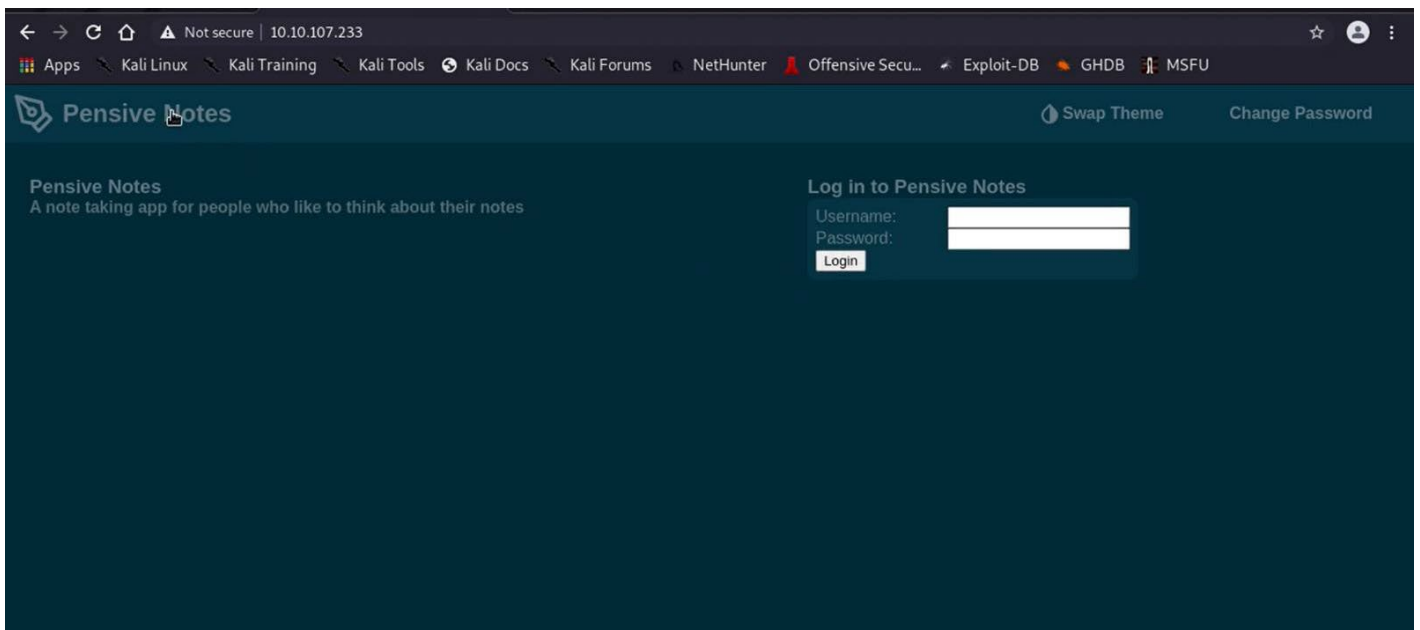 Not secure | 10.10.107.233
Apps Kali Linux Kali Training Kali Tools Kali Docs Kali Forums NetHunter Offensive Secu... Exploit-DB GHDB MSFU
Pensive Notes Swap Theme Change Password
Pensive Notes
A note taking app for people who like to think about their notes
Log in to Pensive Notes
Username:
Password:
Login